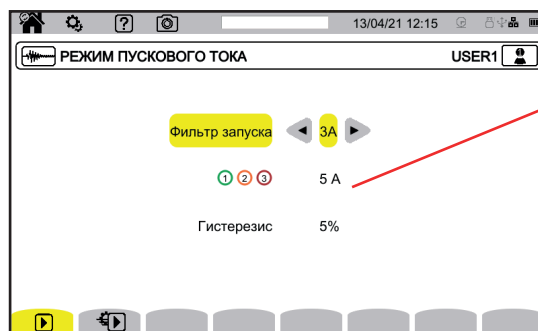 13/04/21 12:15
РЕЖИМ ПУСКОВОГО ТОКА USER1
Фильтр запуска 3A
1 2 3 5 A
Гистерезис 5%